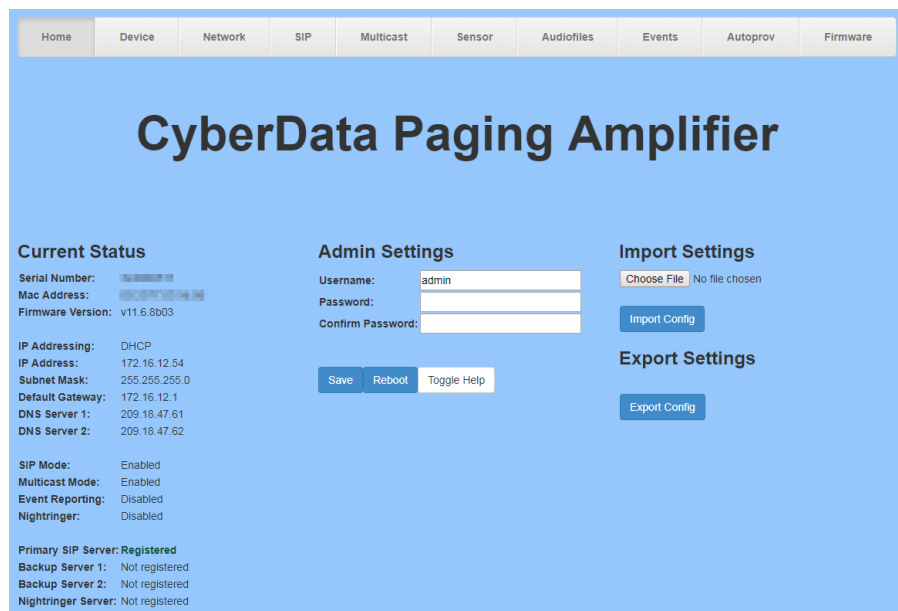 Home Device Network SIP Multicast Sensor Audiofiles Events Autoprov Firmware
CyberData Paging Amplifier
Current Status
Serial Number:
Mac Address:
Firmware Version: v11.6.8b03
IP Addressing: DHCP
IP Address: 172.16.12.54
Subnet Mask: 255.255.255.0
Default Gateway: 172.16.12.1
DNS Server 1: 209.18.47.61
DNS Server 2: 209.18.47.62
SIP Mode: Enabled
Multicast Mode: Enabled
Event Reporting: Disabled
Nightringer: Disabled
Primary SIP Server: Registered
Backup Server 1: Not registered
Backup Server 2: Not registered
Nightringer Server: Not registered
Admin Settings
Username: admin
Password:
Confirm Password:
Save Reboot Toggle Help
Import Settings
Choose File No file chosen
Import Config
Export Settings
Export Config